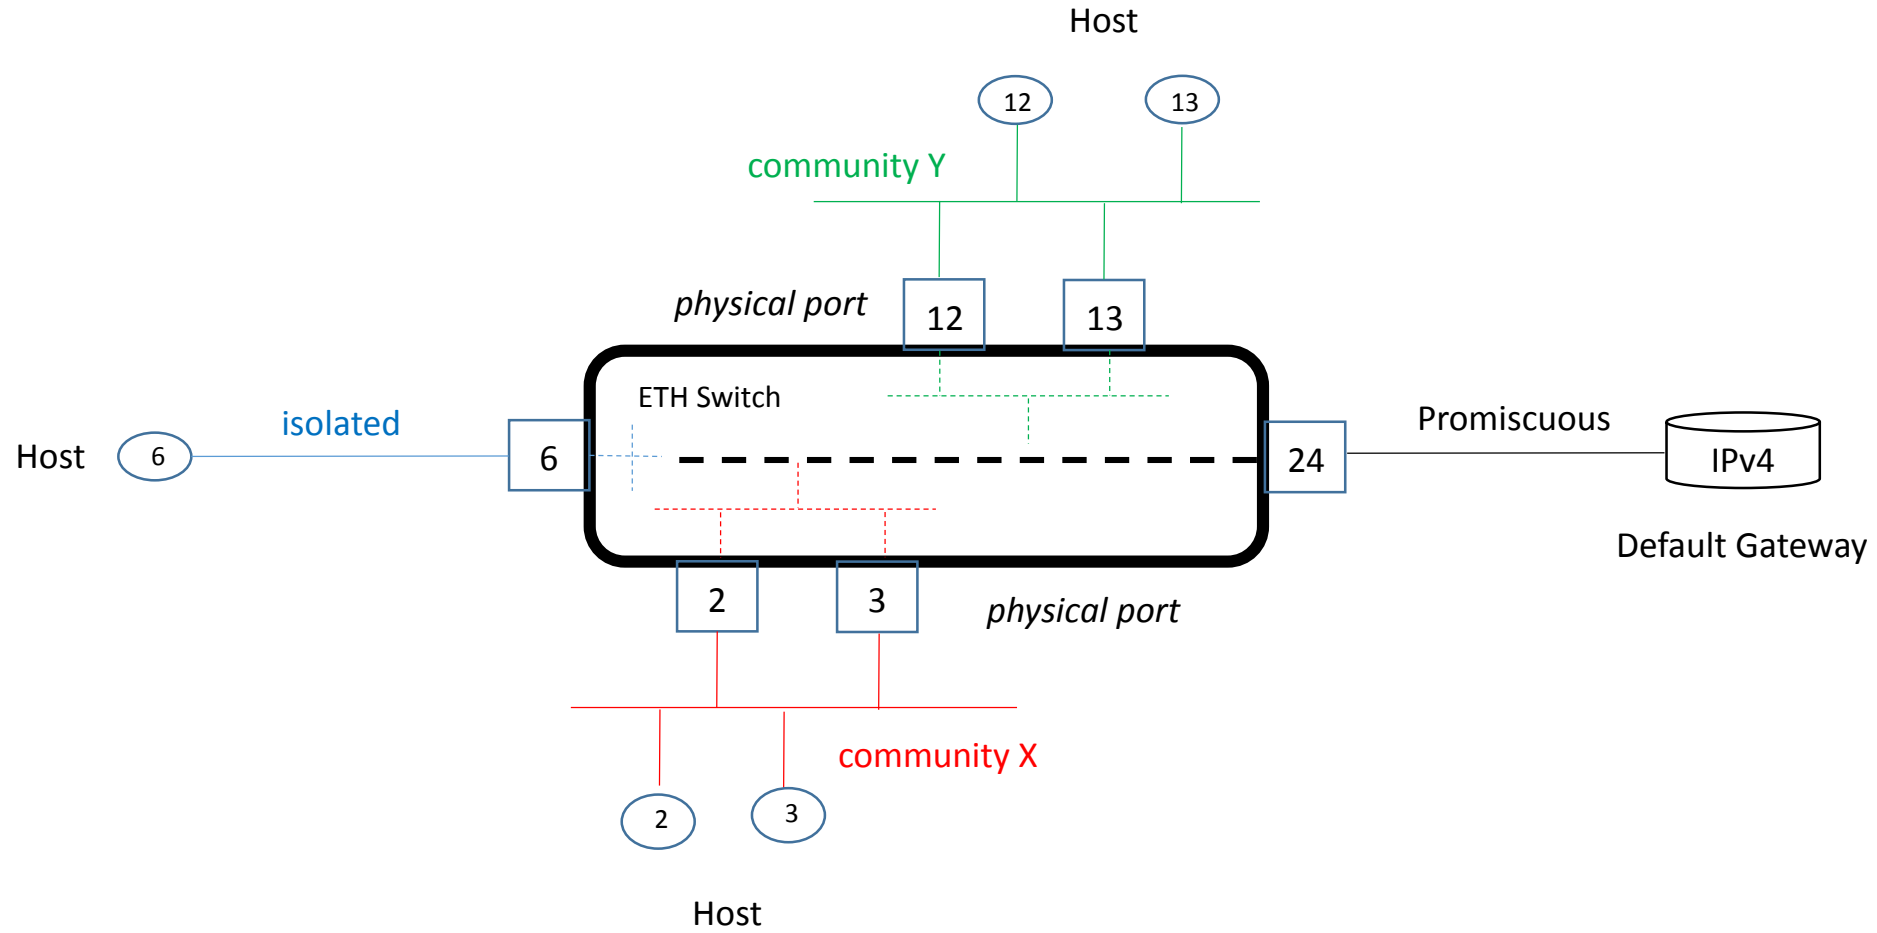 Host
12
13
community Y
physical port
12
13
ETH Switch
isolated
Promiscuous
Host
6
6
24
IPv4
Default Gateway
2
3
physical port
community X
2
3
Host